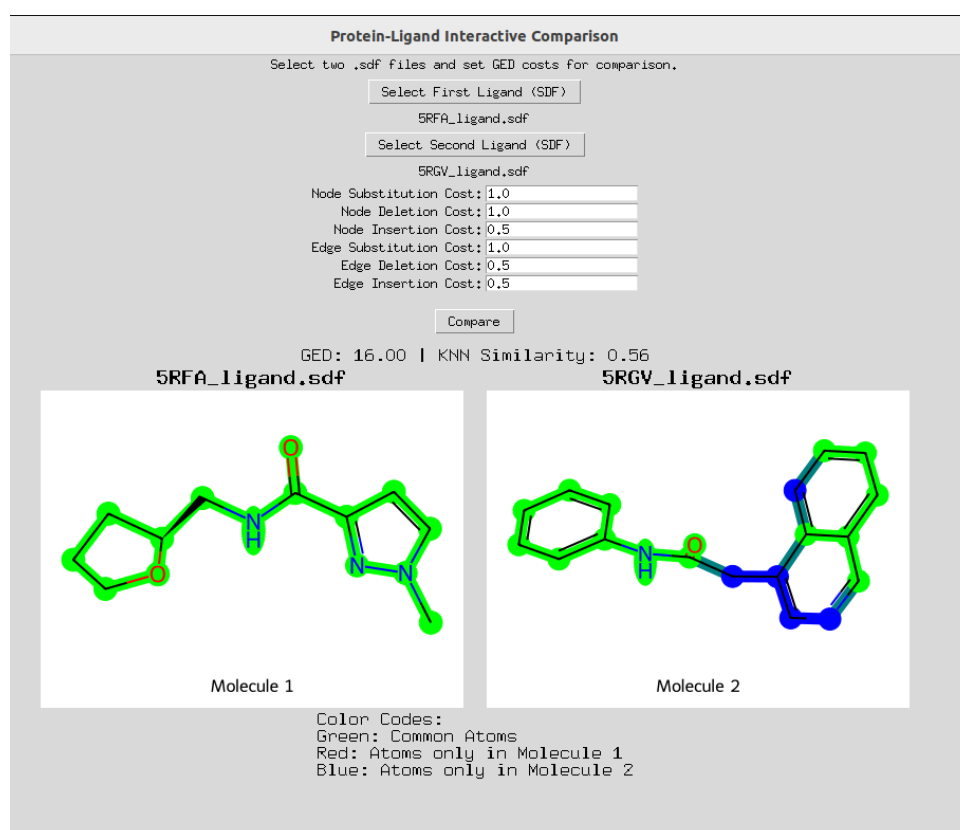 Protein-Ligand Interactive Comparison
Select two .sdf files and set GED costs for comparison.
Select First Ligand (SDF)
5RFA_ligand.sdf
Select Second Ligand (SDF)
5RGV_ligand.sdf
Node Substitution Cost: 1.0
Node Deletion Cost: 1.0
Node Insertion Cost: 0.5
Edge Substitution Cost: 1.0
Edge Deletion Cost: 0.5
Edge Insertion Cost: 0.5
Compare
GED: 16.00 | KNN Similarity: 0.56
5RFA_ligand.sdf
O
N
H
O
N
N
Molecule 1
5RGV_ligand.sdf
O
N
H
Molecule 2
Color Codes:
Green: Common Atoms
Red: Atoms only in Molecule 1
Blue: Atoms only in Molecule 2